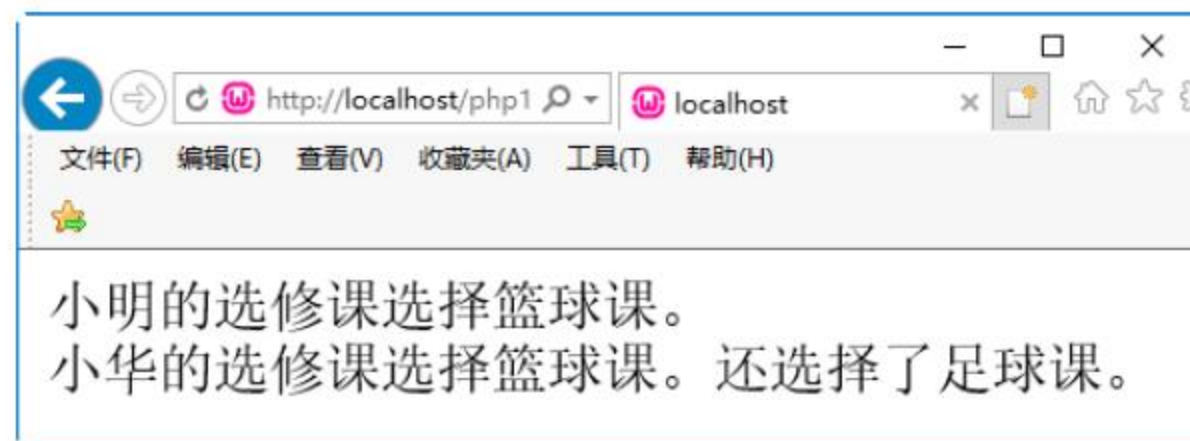 http://localhost/php1
localhost
文件(F) 编辑(E) 查看(V) 收藏夹(A) 工具(T) 帮助(H)
小明的选修课选择篮球课。
小华的选修课选择篮球课。还选择了足球课。